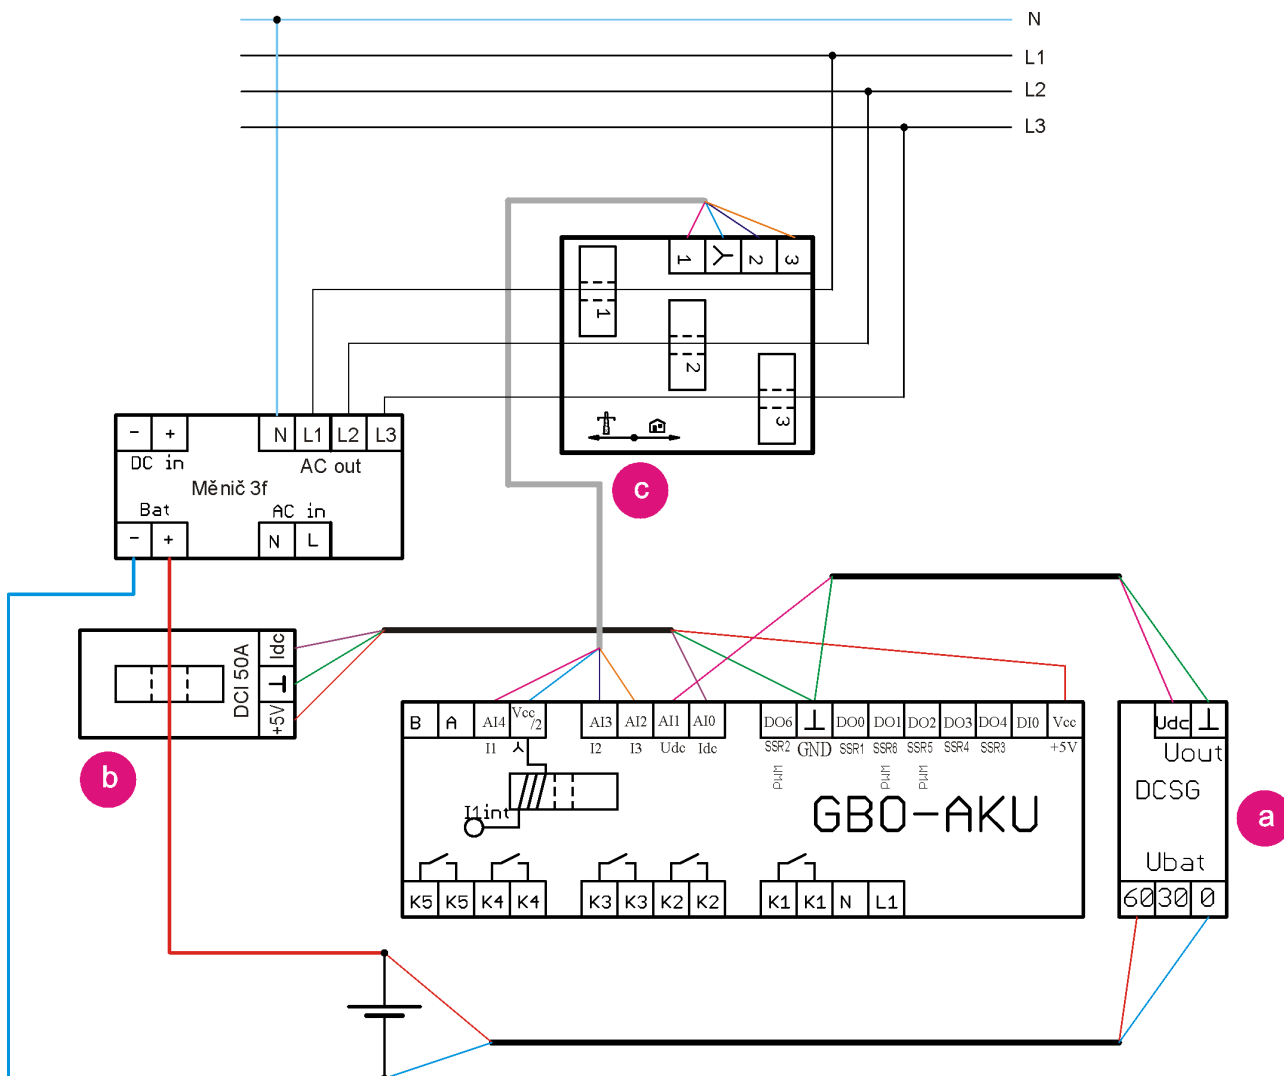 N
L1
L2
L3
1 Y 2 3
1
2
3
c
- +
N L1 L2 L3
DC in
AC out
Měnič 3f
Bat
AC in
- +
N L
DCI 50A
Idc
⊥
+5V
b
B A AI4 Vcc/2 AI3 AI2 AI1 AI0 DO6 ⊥ DO0 DO1 DO2 DO3 DO4 DI0 Vcc
I1 Y I2 I3 Udc Idc SSR2 GND SSR1 SSR6 SSR5 SSR4 SSR3 +5V
PWM PWM PWM
I1int
GBO-AKU
K5 K5 K4 K4 K3 K3 K2 K2 K1 K1 N L1
Udc ⊥
Uout
DCSG
a
Ubat
60 30 0